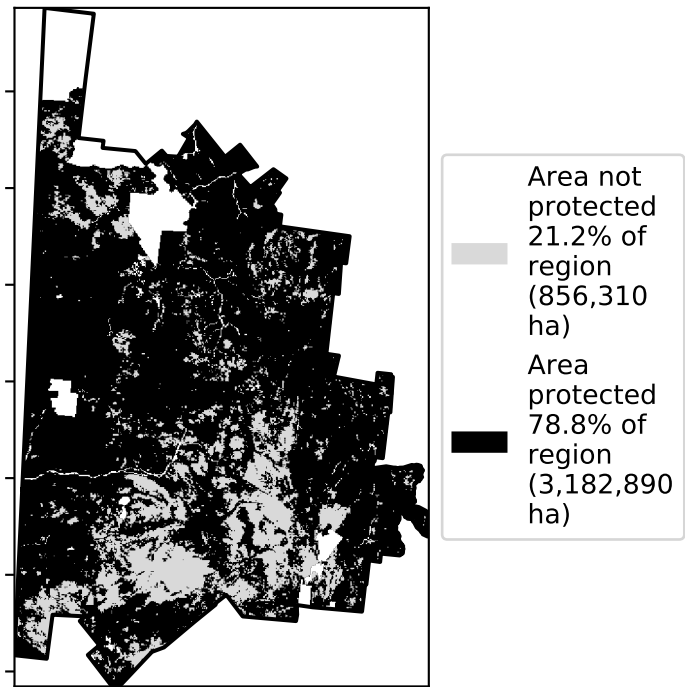 Area not
protected
21.2% of
region
(856,310
ha)
Area
protected
78.8% of
region
(3,182,890
ha)